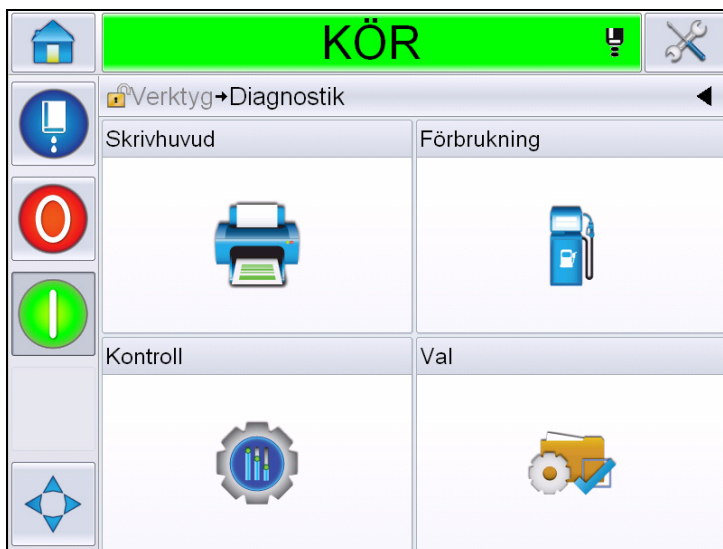 KÖR
Verktyg→Diagnostik
Skrivhuvud
Förbrukning
Kontroll
Val